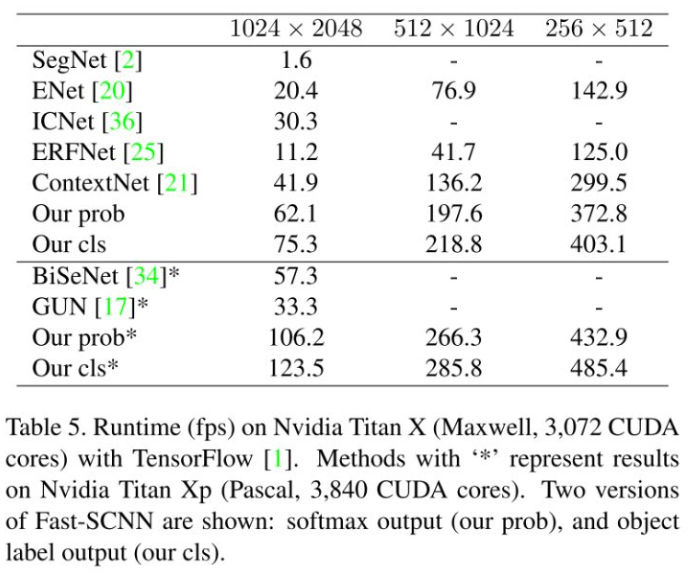 1024 × 2048 512 × 1024 256 × 512
SegNet [2] 1.6 - -
ENet [20] 20.4 76.9 142.9
ICNet [36] 30.3 - -
ERFNet [25] 11.2 41.7 125.0
ContextNet [21] 41.9 136.2 299.5
Our prob 62.1 197.6 372.8
Our cls 75.3 218.8 403.1
BiSeNet [34]* 57.3 - -
GUN [17]* 33.3 - -
Our prob* 106.2 266.3 432.9
Our cls* 123.5 285.8 485.4
Table 5. Runtime (fps) on Nvidia Titan X (Maxwell, 3,072 CUDA
cores) with TensorFlow [1]. Methods with ‘*’ represent results
on Nvidia Titan Xp (Pascal, 3,840 CUDA cores). Two versions
of Fast-SCNN are shown: softmax output (our prob), and object
label output (our cls).